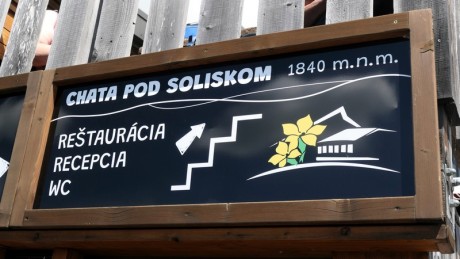 CHATA POD SOLISKOM 1840 m.n.m.
REŠTAURÁCIA
RECEPCIA
WC